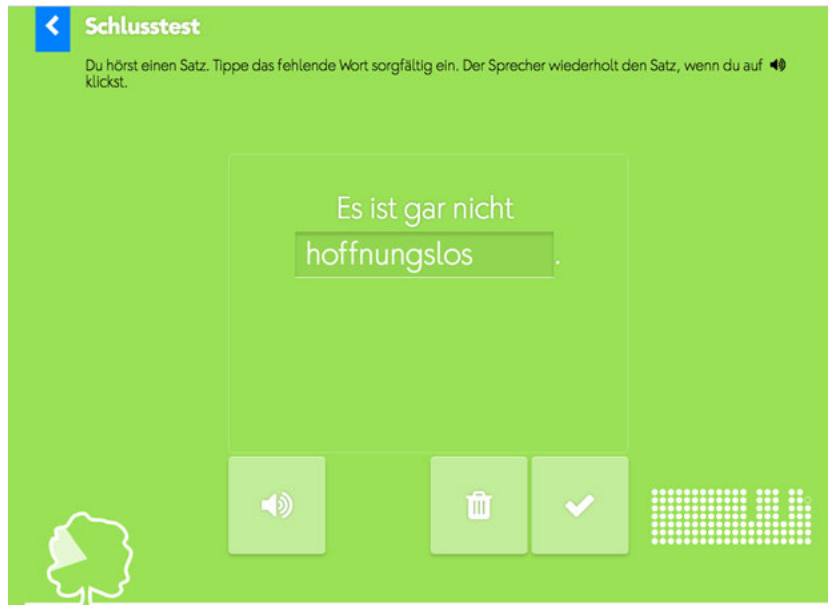 Schlusstest
Du hörst einen Satz. Tippe das fehlende Wort sorgfältig ein. Der Sprecher wiederholt den Satz, wenn du auf
klickst.
Es ist gar nicht
hoffnungslos .